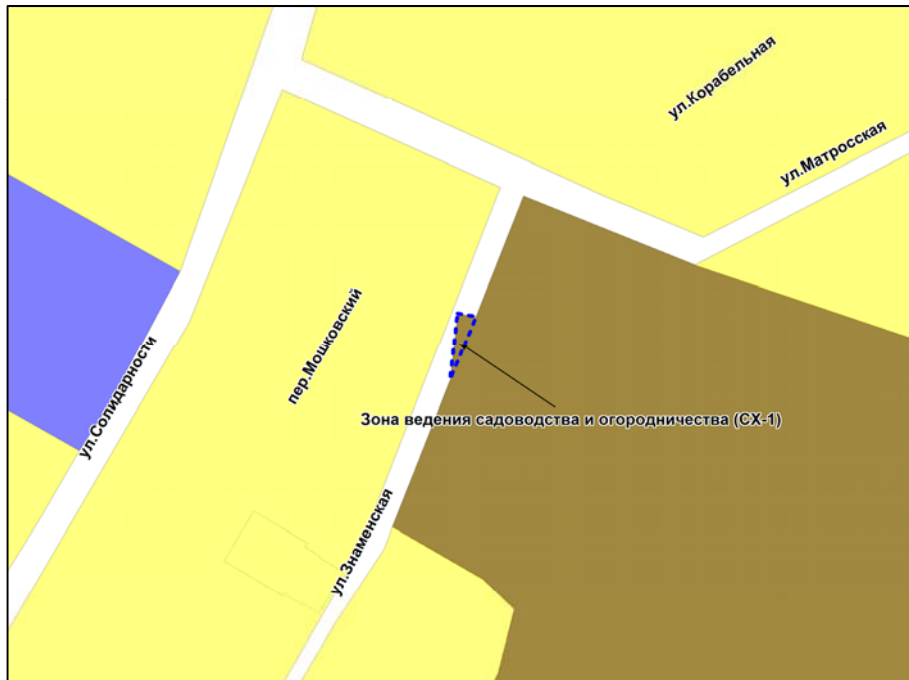 ул.Корабельная
ул.Матросская
пер.Мошковский
ул.Солидарности
Зона ведения садоводства и огородничества (СХ-1)
ул.Знаменская